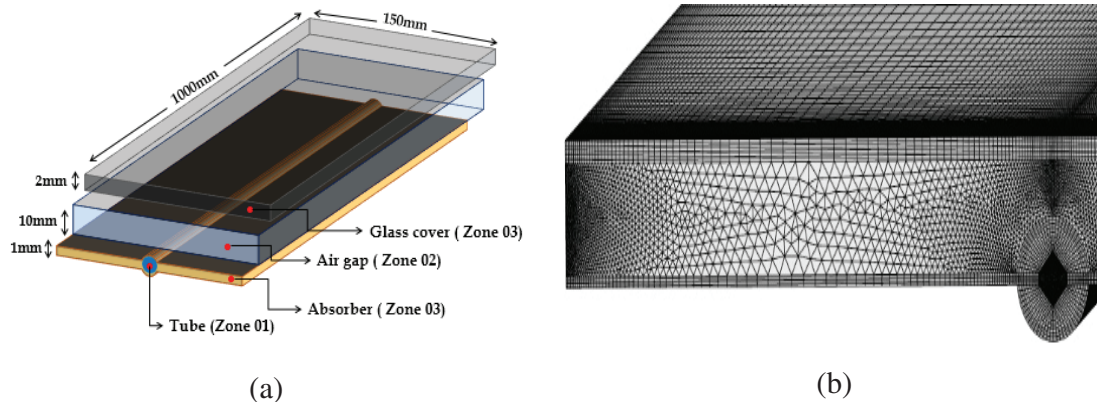 150mm
1000mm
2mm
10mm
1mm
Glass cover ( Zone 03)
Air gap ( Zone 02)
Absorber ( Zone 03)
Tube (Zone 01)
(a)
(b)